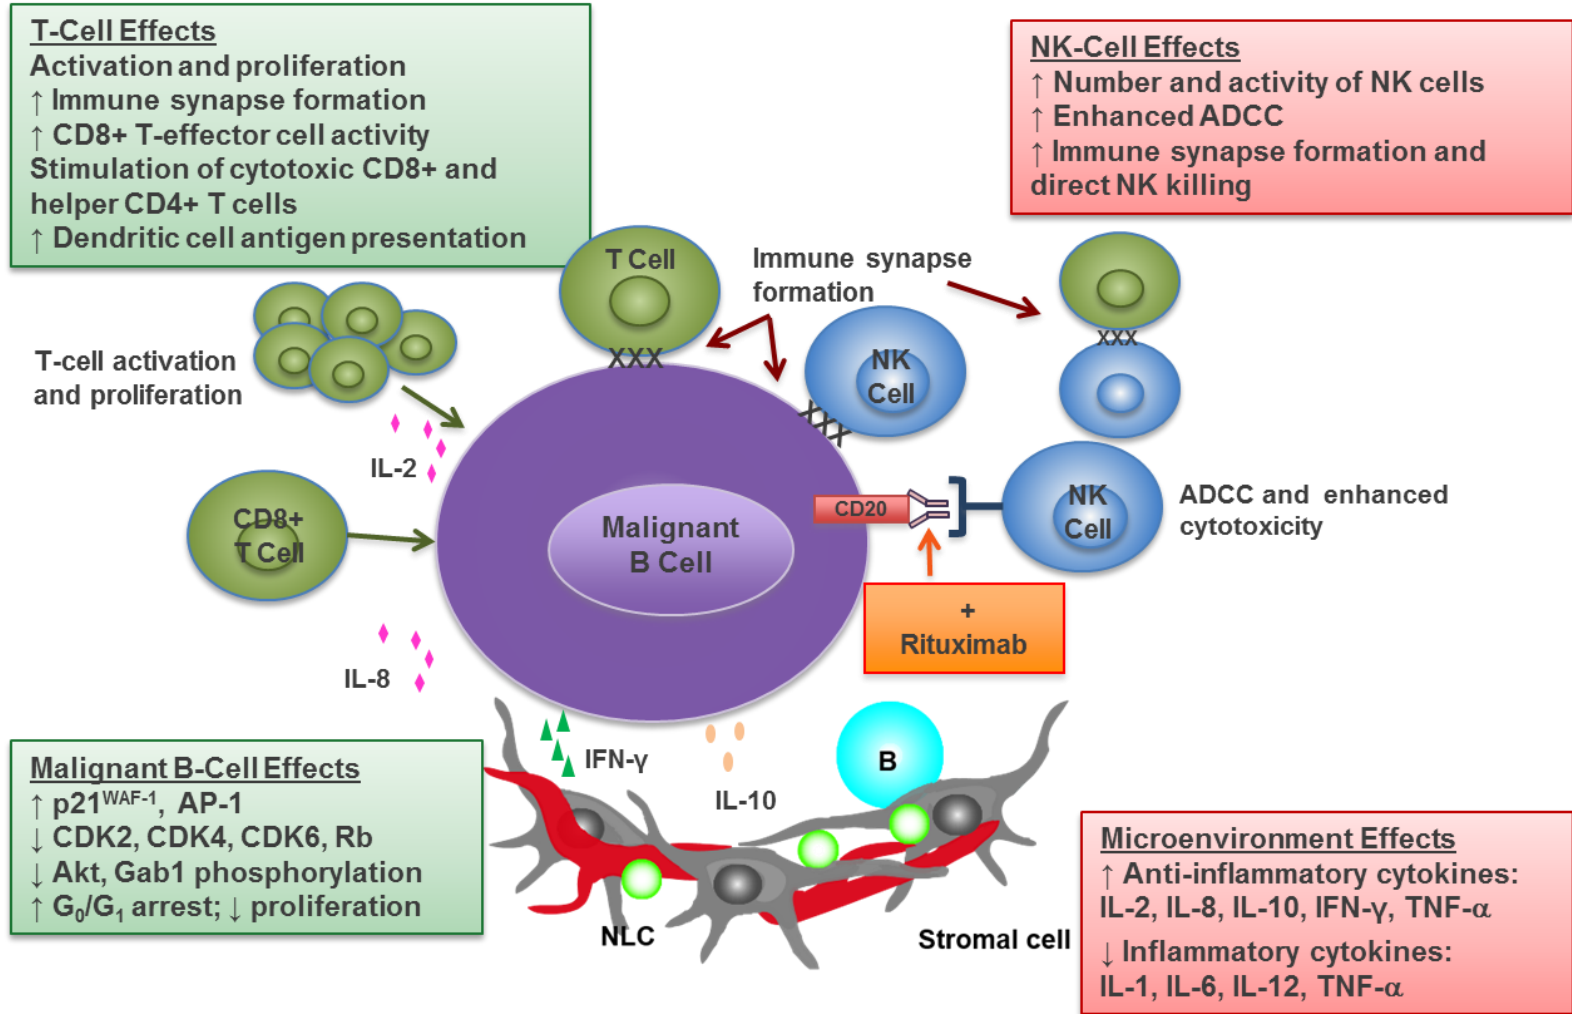 T-Cell Effects
Activation and proliferation
↑ Immune synapse formation
↑ CD8+ T-effector cell activity
Stimulation of cytotoxic CD8+ and
helper CD4+ T cells
↑ Dendritic cell antigen presentation
NK-Cell Effects
↑ Number and activity of NK cells
↑ Enhanced ADCC
↑ Immune synapse formation and
direct NK killing
T Cell
Immune synapse
formation
XXX
XXX
XXX
NK
Cell
T-cell activation
and proliferation
IL-2
CD8+
T Cell
Malignant
B Cell
CD20
NK
Cell
ADCC and enhanced
cytotoxicity
+
Rituximab
IL-8
IFN-γ
IL-10
B
NLC
Stromal cell
Malignant B-Cell Effects
↑ p21WAF-1, AP-1
↓ CDK2, CDK4, CDK6, Rb
↓ Akt, Gab1 phosphorylation
↑ G0/G1 arrest; ↓ proliferation
Microenvironment Effects
↑ Anti-inflammatory cytokines:
IL-2, IL-8, IL-10, IFN-γ, TNF-α
↓ Inflammatory cytokines:
IL-1, IL-6, IL-12, TNF-α